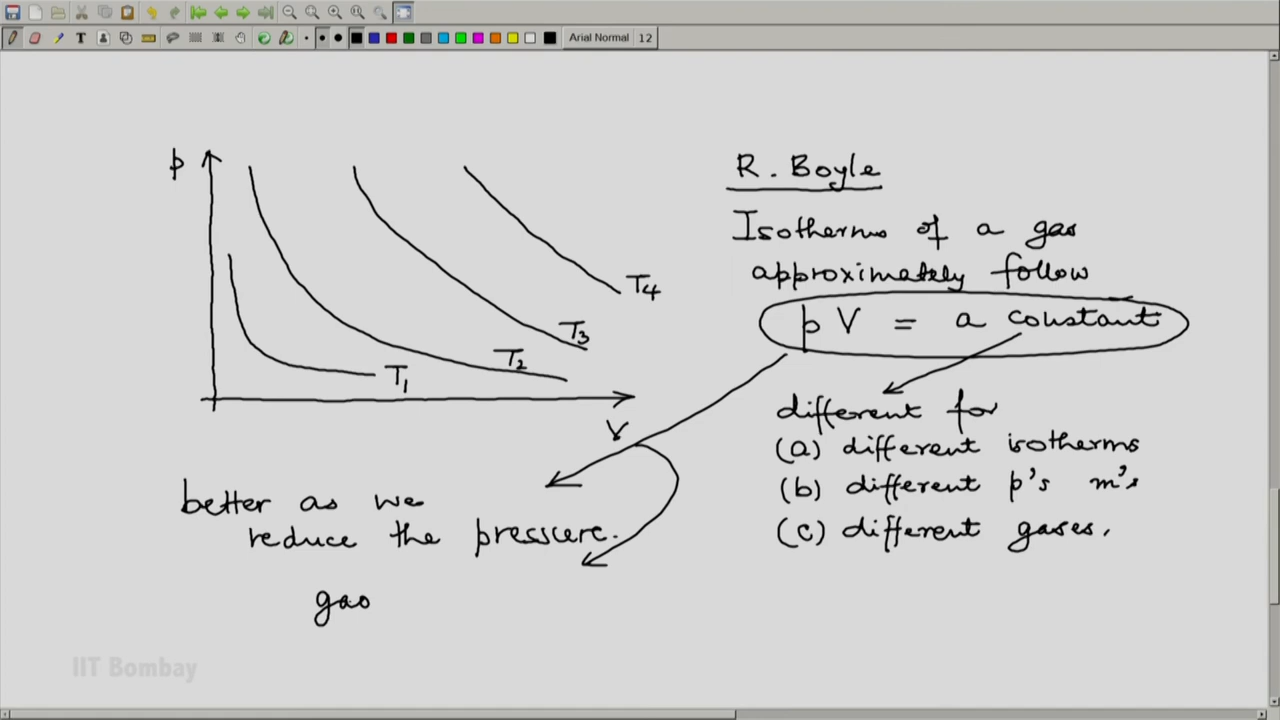 Arial Normal 12
p
R. Boyle
Isotherms of a gas
approximately follow
T4
pV = a constant
T3
T2
T1
V
different for
(a) different isotherms
(b) different p's m's
(c) different gases.
better as we
reduce the pressure.
gas
IIT Bombay